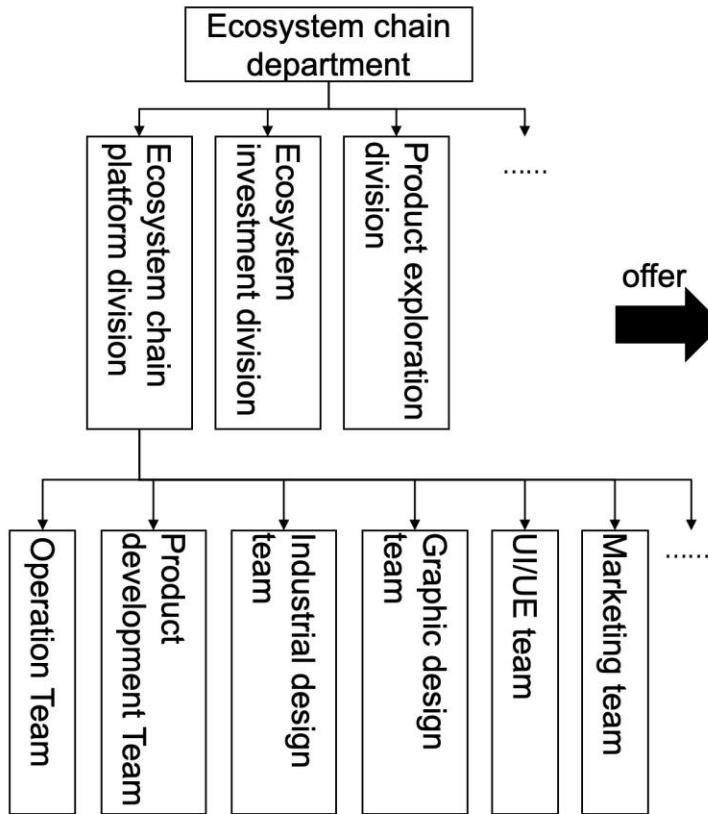 Ecosystem chain
department
Ecosystem chain
platform division
Ecosystem
investment division
Product exploration
division
......
offer
Operation Team
Product
development Team
Industrial design
team
Graphic design
team
UI/UE team
Marketing team
......